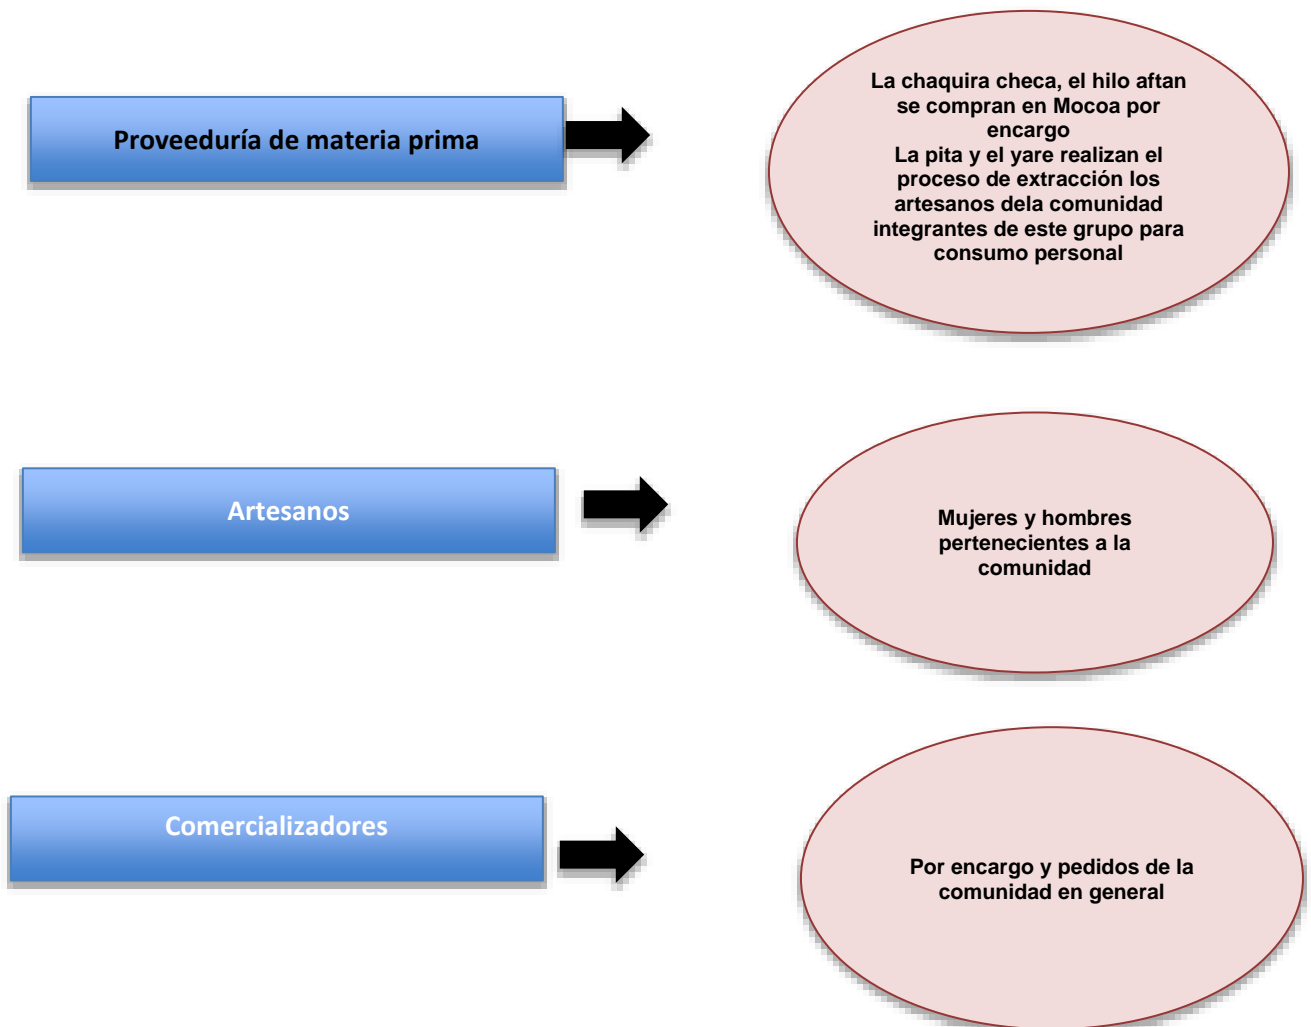 Proveeduría de materia prima
La chaquira checa, el hilo aftan
se compran en Mocoa por
encargo
La pita y el yare realizan el
proceso de extracción los
artesanos dela comunidad
integrantes de este grupo para
consumo personal
Artesanos
Mujeres y hombres
pertenecientes a la
comunidad
Comercializadores
Por encargo y pedidos de la
comunidad en general